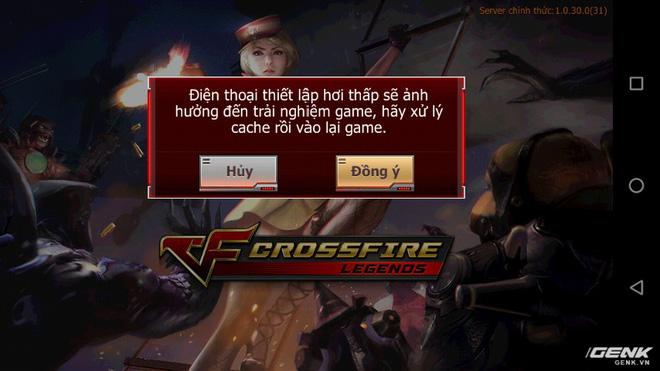 Server chính thức:1.0.30.0(31)
Điện thoại thiết lập hơi thấp sẽ ảnh
hưởng đến trải nghiệm game, hãy xử lý
cache rồi vào lại game.
Hủy
Đồng ý
CF CROSSFIRE
LEGENDS
GENK
GENK.VN